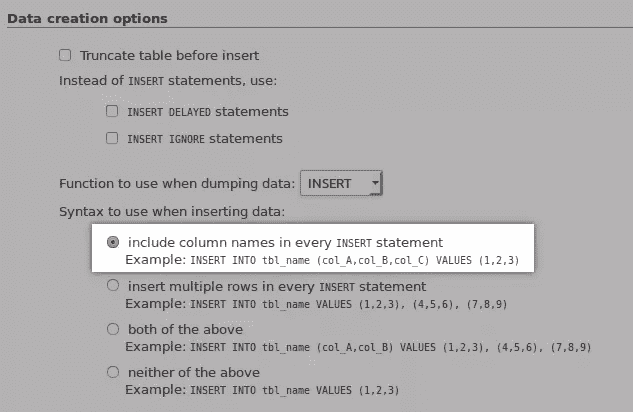 Data creation options
Truncate table before insert
Instead of INSERT statements, use:
INSERT DELAYED statements
INSERT IGNORE statements
Function to use when dumping data: INSERT
Syntax to use when inserting data:
include column names in every INSERT statement
Example: INSERT INTO tbl_name (col_A,col_B,col_C) VALUES (1,2,3)
insert multiple rows in every INSERT statement
Example: INSERT INTO tbl_name VALUES (1,2,3), (4,5,6), (7,8,9)
both of the above
Example: INSERT INTO tbl_name (col_A,col_B) VALUES (1,2,3), (4,5,6), (7,8,9)
neither of the above
Example: INSERT INTO tbl_name VALUES (1,2,3)